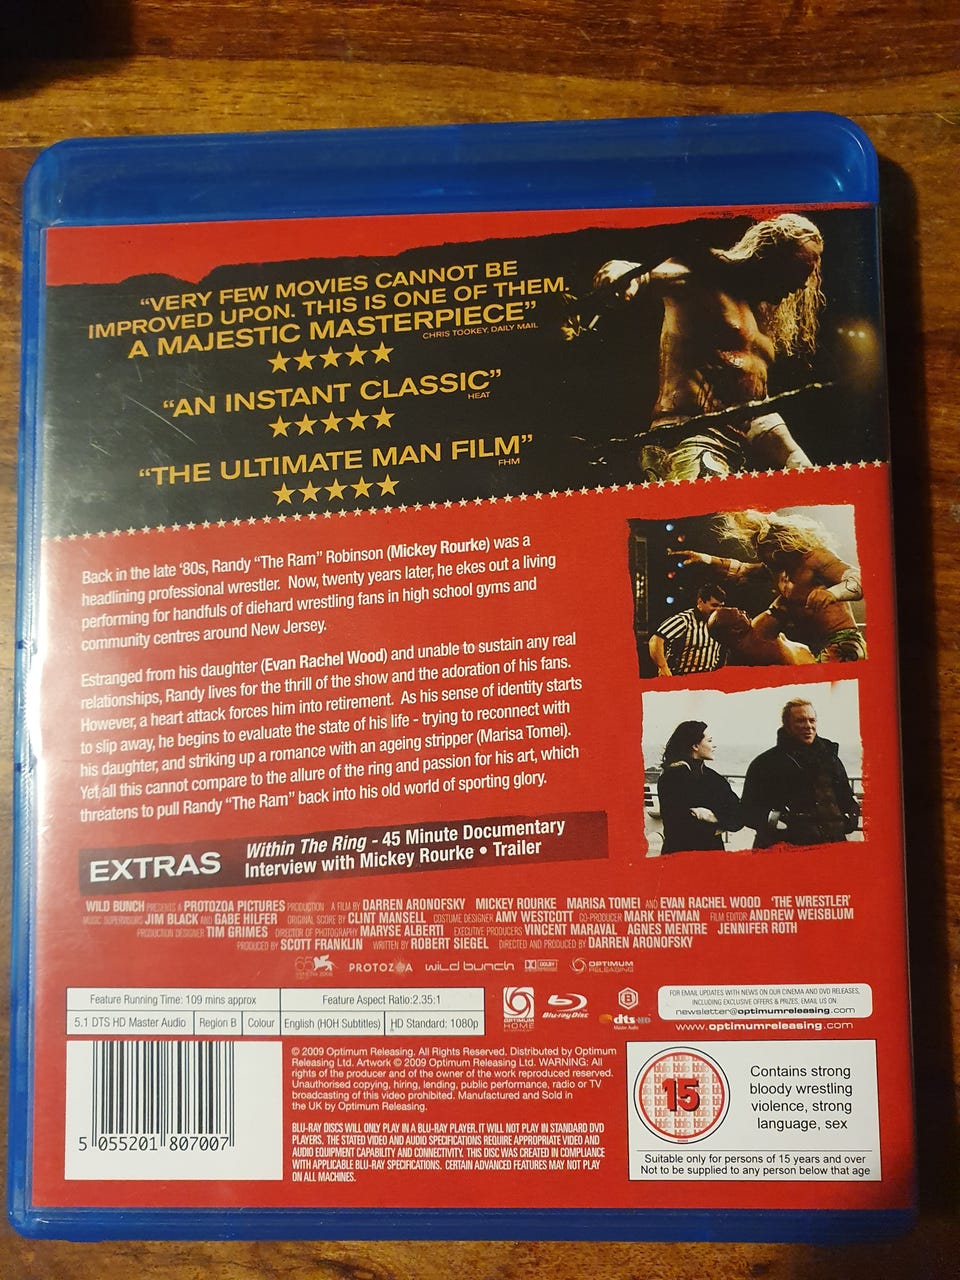 “VERY FEW MOVIES CANNOT BE
IMPROVED UPON. THIS IS ONE OF THEM.
A MAJESTIC MASTERPIECE”
CHRIS TOOKEY, DAILY MAIL
★★★★★
“AN INSTANT CLASSIC”
HEAT
★★★★★
“THE ULTIMATE MAN FILM”
FHM
★★★★★
Back in the late ‘80s, Randy “The Ram” Robinson (Mickey Rourke) was a
headlining professional wrestler. Now, twenty years later, he ekes out a living
performing for handfuls of diehard wrestling fans in high school gyms and
community centres around New Jersey.
Estranged from his daughter (Evan Rachel Wood) and unable to sustain any real
relationships, Randy lives for the thrill of the show and the adoration of his fans.
However, a heart attack forces him into retirement. As his sense of identity starts
to slip away, he begins to evaluate the state of his life - trying to reconnect with
his daughter, and striking up a romance with an ageing stripper (Marisa Tomei).
Yet all this cannot compare to the allure of the ring and passion for his art, which
threatens to pull Randy “The Ram” back into his old world of sporting glory.
EXTRAS
Within The Ring - 45 Minute Documentary
Interview with Mickey Rourke • Trailer
WILD BUNCH PRESENTS A PROTOZOA PICTURES PRODUCTION A FILM BY DARREN ARONOFSKY MICKEY ROURKE MARISA TOMEI AND EVAN RACHEL WOOD ‘THE WRESTLER’
MUSIC SUPERVISORS JIM BLACK AND GABE HILFER ORIGINAL SCORE BY CLINT MANSELL COSTUME DESIGNER AMY WESTCOTT CO-PRODUCER MARK HEYMAN FILM EDITOR ANDREW WEISBLUM
PRODUCTION DESIGNER TIM GRIMES DIRECTOR OF PHOTOGRAPHY MARYSE ALBERTI EXECUTIVE PRODUCERS VINCENT MARAVAL AGNES MENTRE JENNIFER ROTH
PRODUCED BY SCOTT FRANKLIN WRITTEN BY ROBERT SIEGEL DIRECTED AND PRODUCED BY DARREN ARONOFSKY
65 PROTOZOA wild bunch DOLBY OPTIMUM RELEASING
Feature Running Time: 109 mins approx Feature Aspect Ratio:2.35:1
5.1 DTS HD Master Audio Region B Colour English (HOH Subtitles) HD Standard: 1080p
OPTIMUM HOME
Blu-ray Disc
B
dts-HD
Master Audio
FOR EMAIL UPDATES WITH NEWS ON OUR CINEMA AND DVD RELEASES,
INCLUDING EXCLUSIVE OFFERS & PRIZES, EMAIL US ON
newsletter@optimumreleasing.com
www.optimumreleasing.com
5 055201 807007
© 2009 Optimum Releasing. All Rights Reserved. Distributed by Optimum
Releasing Ltd. Artwork © 2009 Optimum Releasing Ltd. WARNING: All
rights of the producer and of the owner of the work reproduced reserved.
Unauthorised copying, hiring, lending, public performance, radio or TV
broadcasting of this video prohibited. Manufactured and Sold in
the UK by Optimum Releasing.
BLU-RAY DISCS WILL ONLY PLAY IN A BLU-RAY PLAYER. IT WILL NOT PLAY IN STANDARD DVD
PLAYERS. THE STATED VIDEO AND AUDIO SPECIFICATIONS REQUIRE APPROPRIATE VIDEO AND
AUDIO EQUIPMENT CAPABILITY AND CONNECTIVITY. THIS DISC WAS CREATED IN COMPLIANCE
WITH APPLICABLE BLU-RAY SPECIFICATIONS. CERTAIN ADVANCED FEATURES MAY NOT PLAY
ON ALL MACHINES.
15
Contains strong
bloody wrestling
violence, strong
language, sex
Suitable only for persons of 15 years and over
Not to be supplied to any person below that age